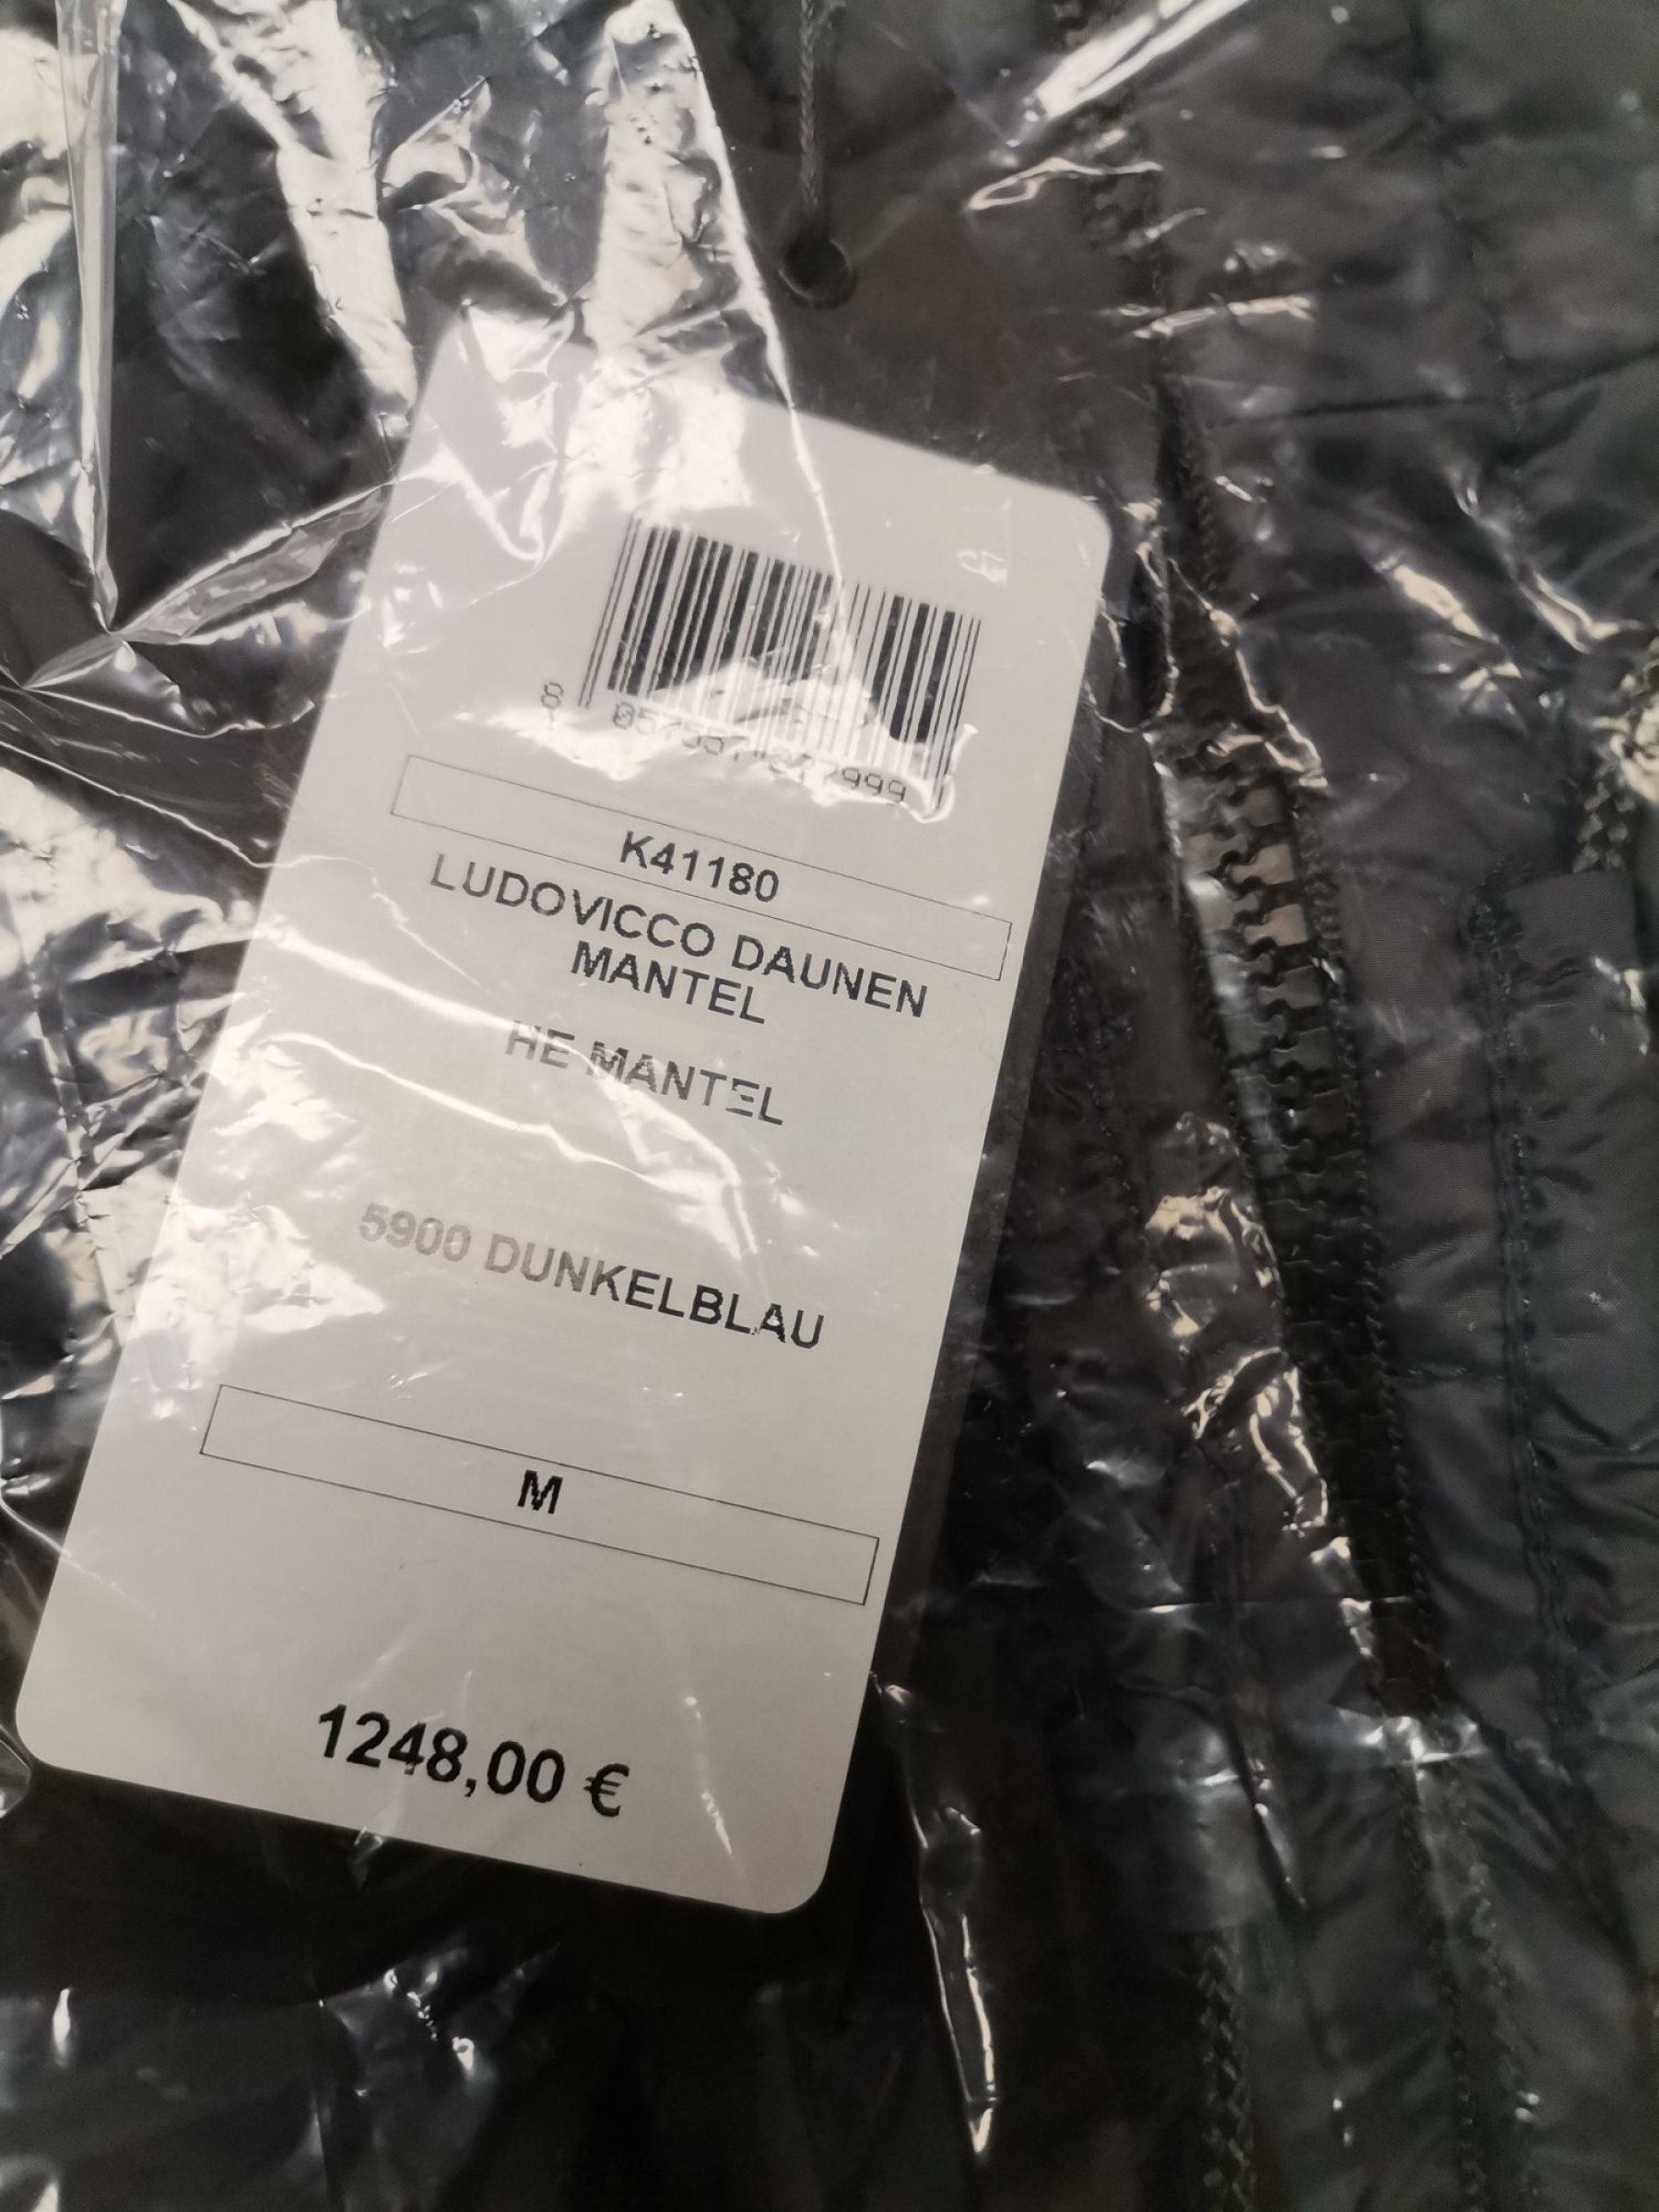 8
K41180
LUDOVICCO DAUNEN
MANTEL
HE MANTEL
5900 DUNKELBLAU
M
1248,00 €